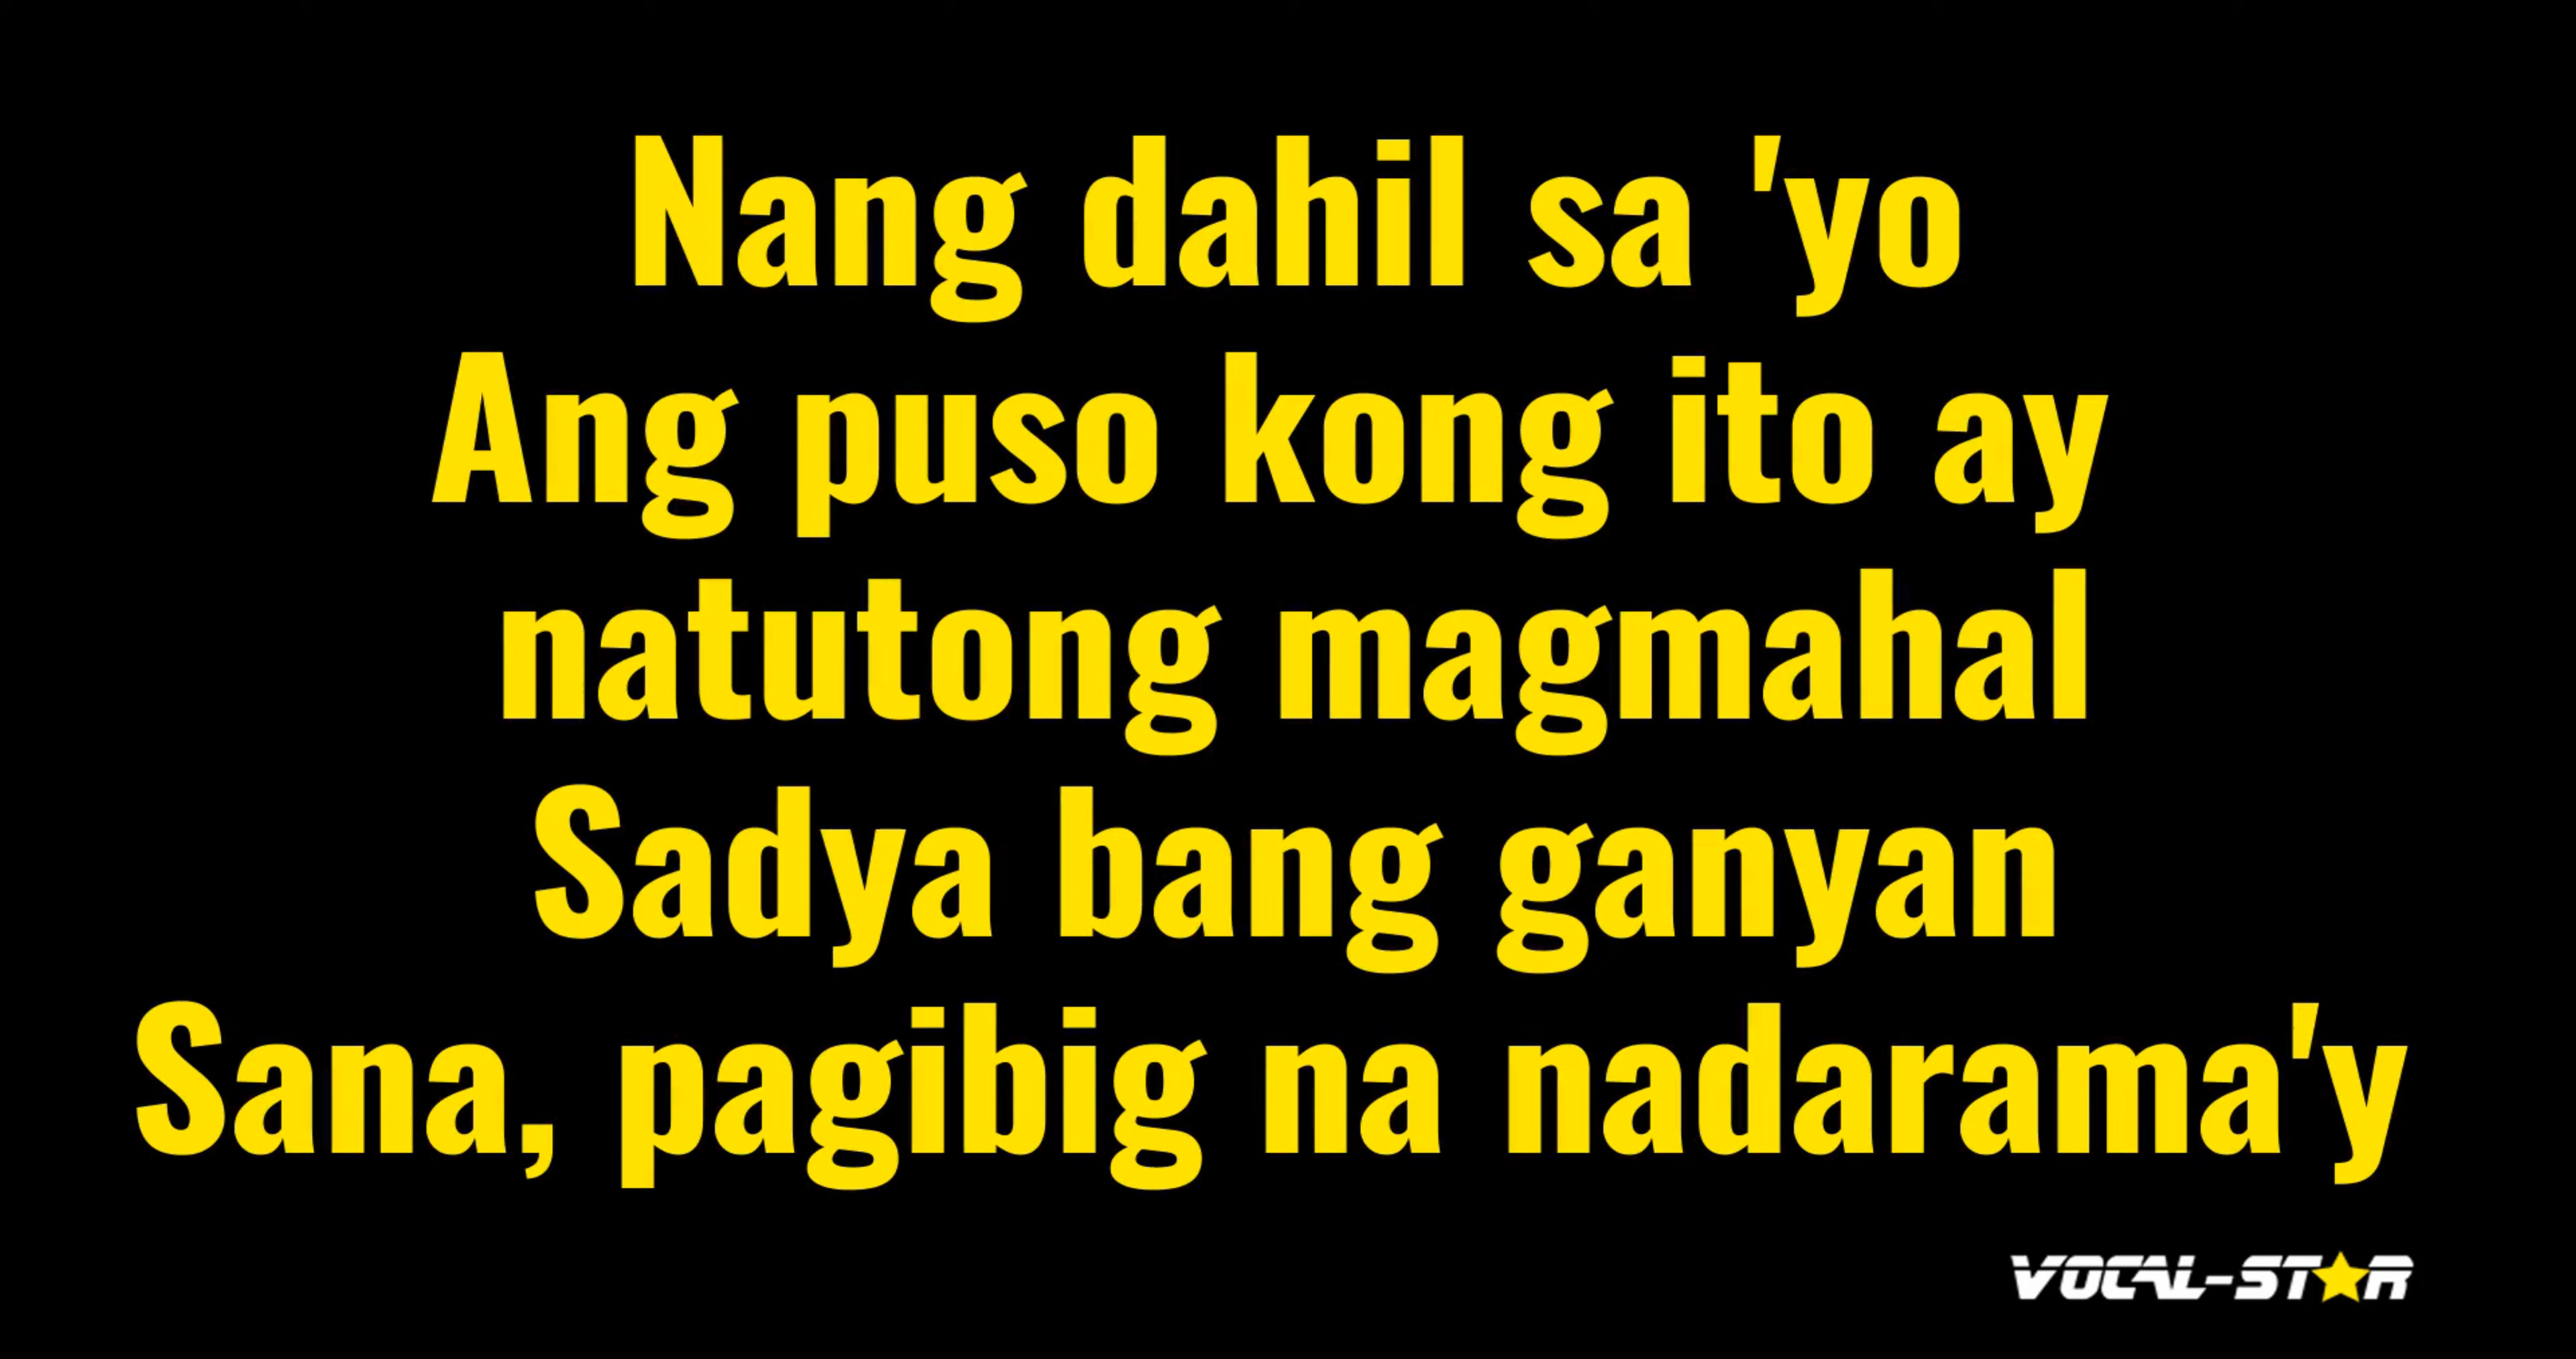 Nang dahil sa 'yo
Ang puso kong ito ay
natutong magmahal
Sadya bang ganyan
Sana, pagibig na nadarama'y
VOCAL-STAR